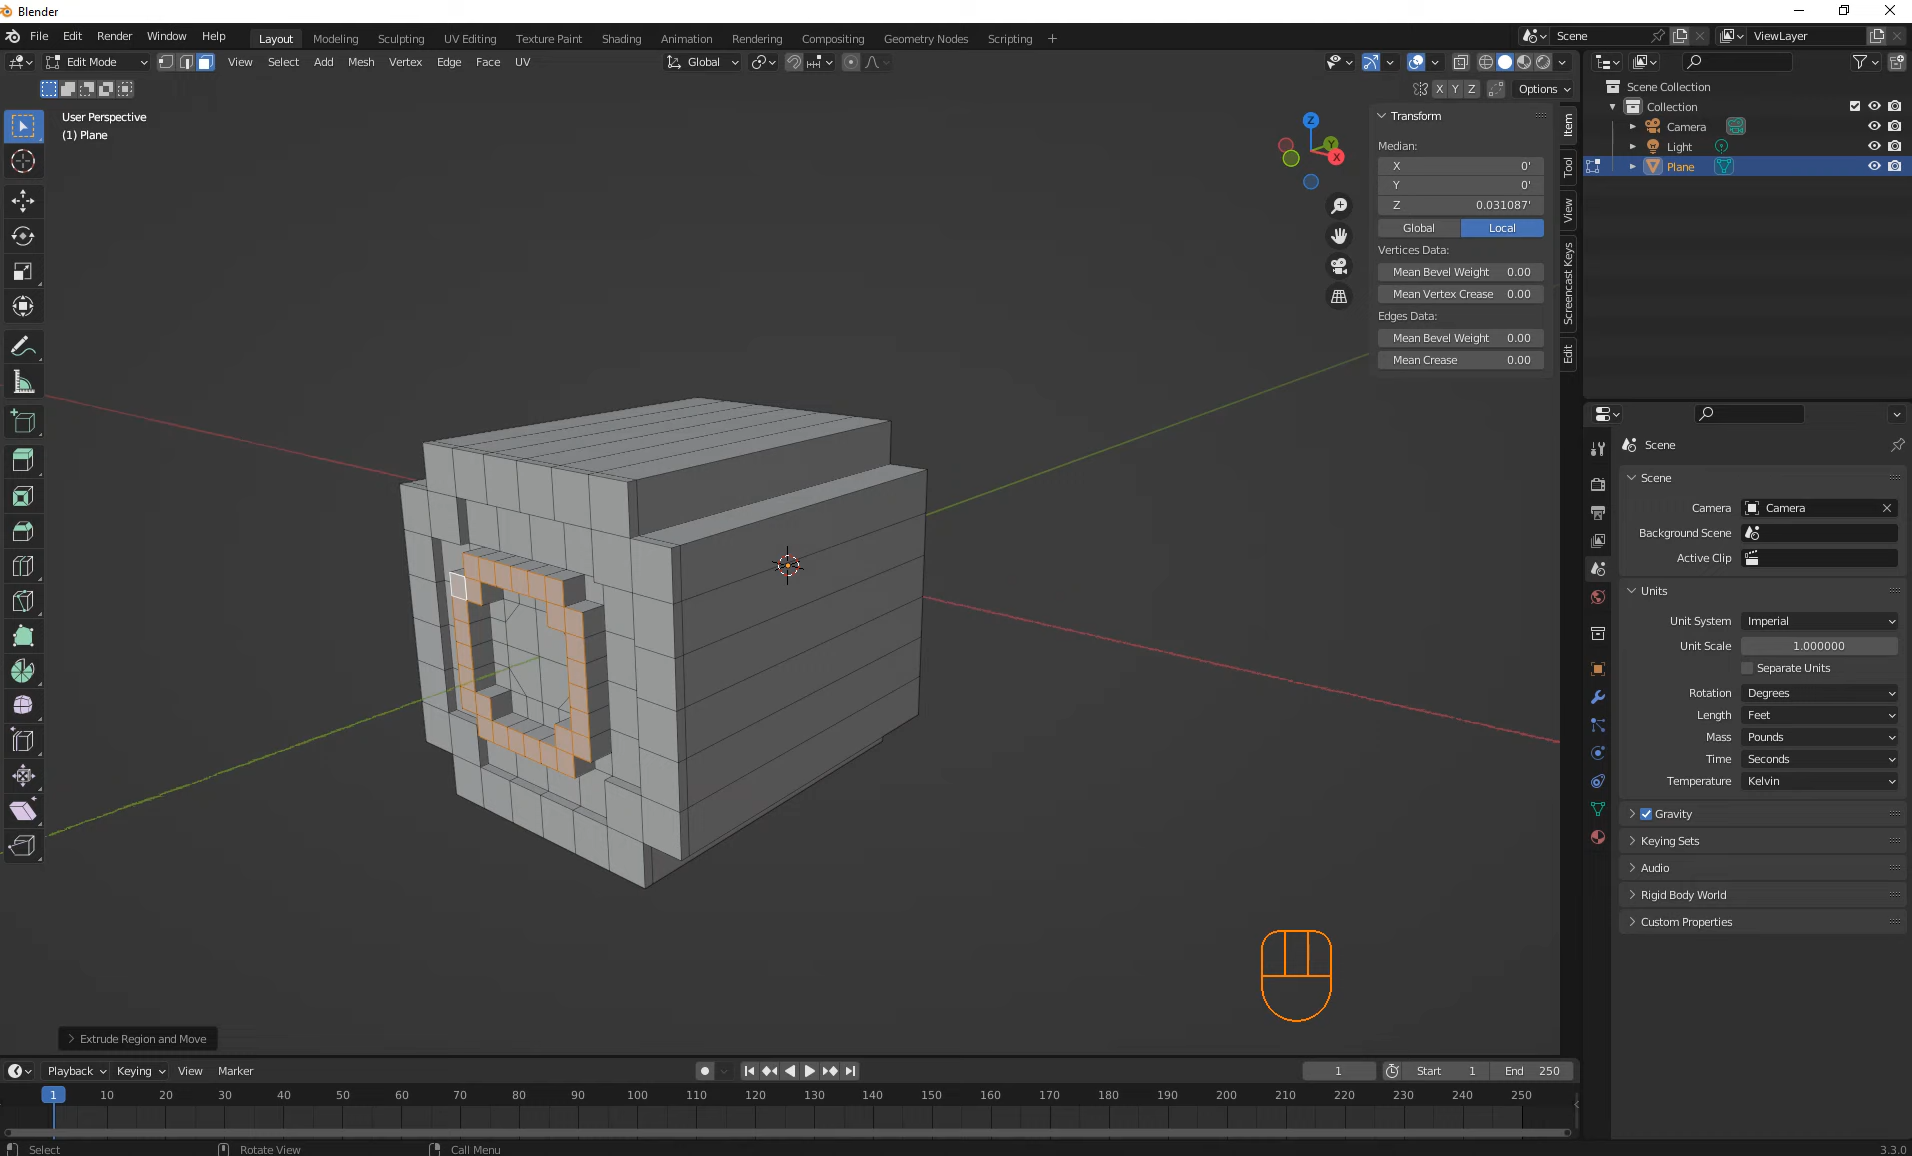 Blender
File Edit Render Window Help Layout Modeling Sculpting UV Editing Texture Paint Shading Animation Rendering Compositing Geometry Nodes Scripting + Scene ViewLayer
Edit Mode View Select Add Mesh Vertex Edge Face UV Global
X Y Z Options
User Perspective
(1) Plane
Z
Y
X
Transform
Median:
X 0'
Y 0'
Z 0.031087'
Global Local
Vertices Data:
Mean Bevel Weight 0.00
Mean Vertex Crease 0.00
Edges Data:
Mean Bevel Weight 0.00
Mean Crease 0.00
Item
Tool
View
Screencast Keys
Edit
Scene Collection
Collection
Camera
Light
Plane
Scene
Scene
Camera Camera
Background Scene
Active Clip
Units
Unit System Imperial
Unit Scale 1.000000
Separate Units
Rotation Degrees
Length Feet
Mass Pounds
Time Seconds
Temperature Kelvin
Gravity
Keying Sets
Audio
Rigid Body World
Custom Properties
Extrude Region and Move
Playback Keying View Marker 1 Start 1 End 250
1 10 20 30 40 50 60 70 80 90 100 110 120 130 140 150 160 170 180 190 200 210 220 230 240 250
Select Rotate View Call Menu 3.3.0